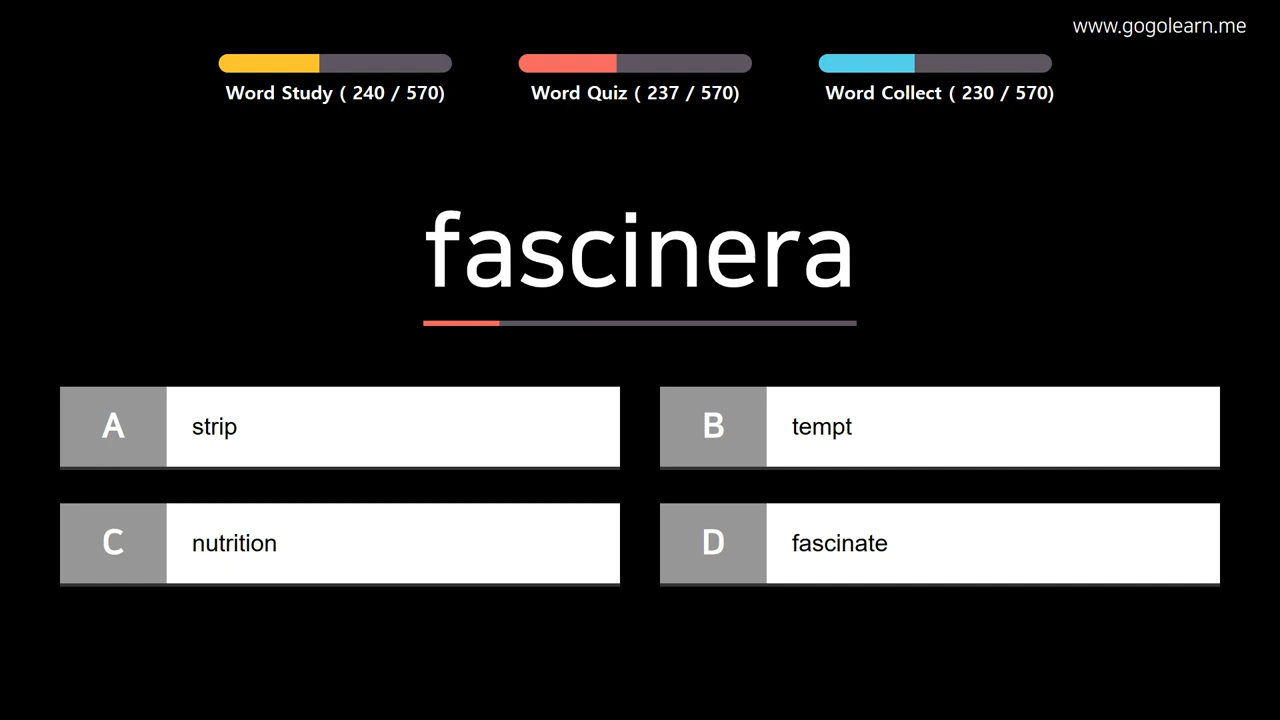 www.gogolearn.me
Word Study ( 240 / 570)
Word Quiz ( 237 / 570)
Word Collect ( 230 / 570)
fascinera
A strip
B tempt
C nutrition
D fascinate